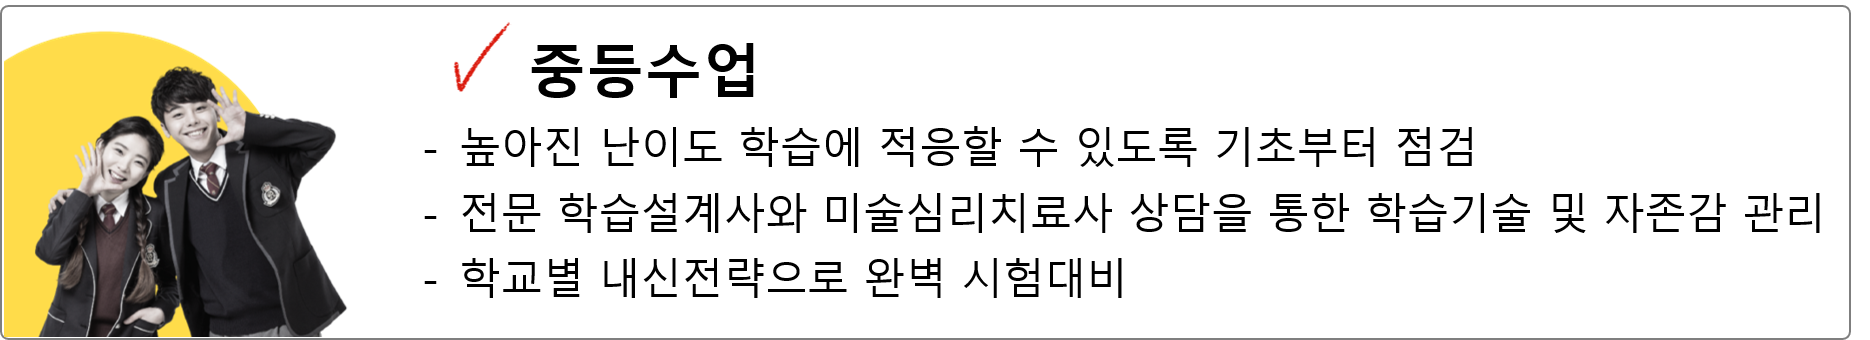 중등수업
- 높아진 난이도 학습에 적응할 수 있도록 기초부터 점검
- 전문 학습설계사와 미술심리치료사 상담을 통한 학습기술 및 자존감 관리
- 학교별 내신전략으로 완벽 시험대비